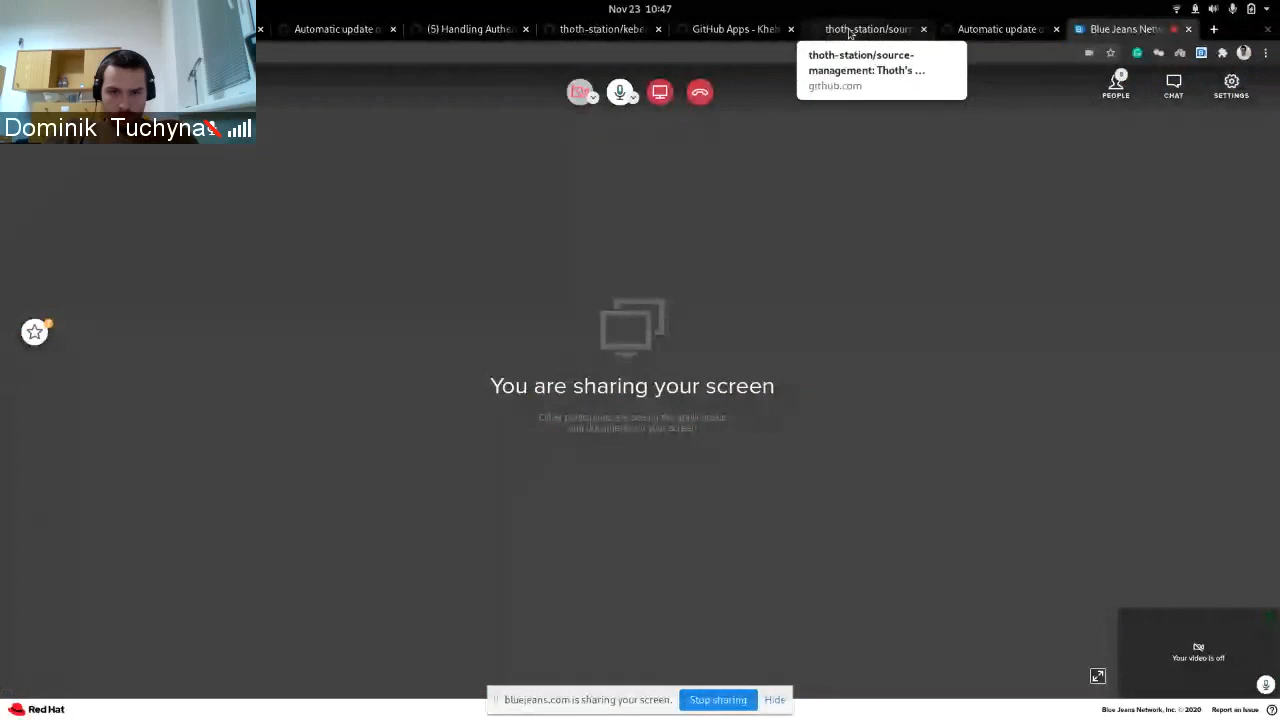 Nov 23 10:47
Automatic update o
(5) Handling Authe
thoth-station/kebe
GitHub Apps - Kheb
thoth-station/sour
Automatic update o
Blue Jeans Netw
thoth-station/source-
management: Thoth's ...
github.com
PEOPLE
CHAT
SETTINGS
Dominik Tuchyna
You are sharing your screen
Your video is off
bluejeans.com is sharing your screen.
Stop sharing
Hide
Red Hat
Blue Jeans Network, Inc. © 2020
Report an Issue